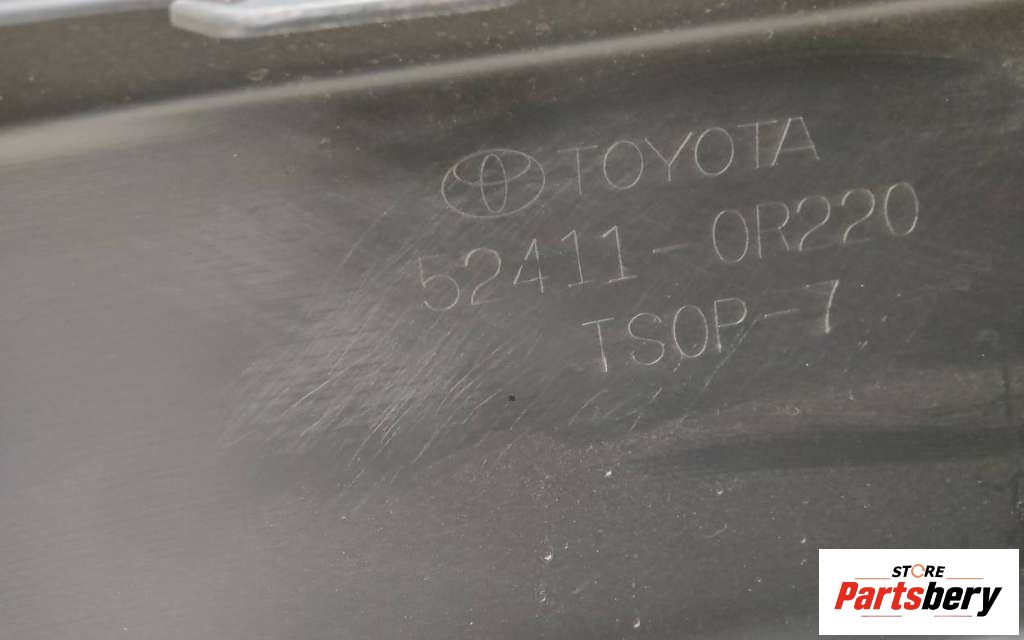 TOYOTA
52411-0R220
TSOP-7
STORE
Partsbery